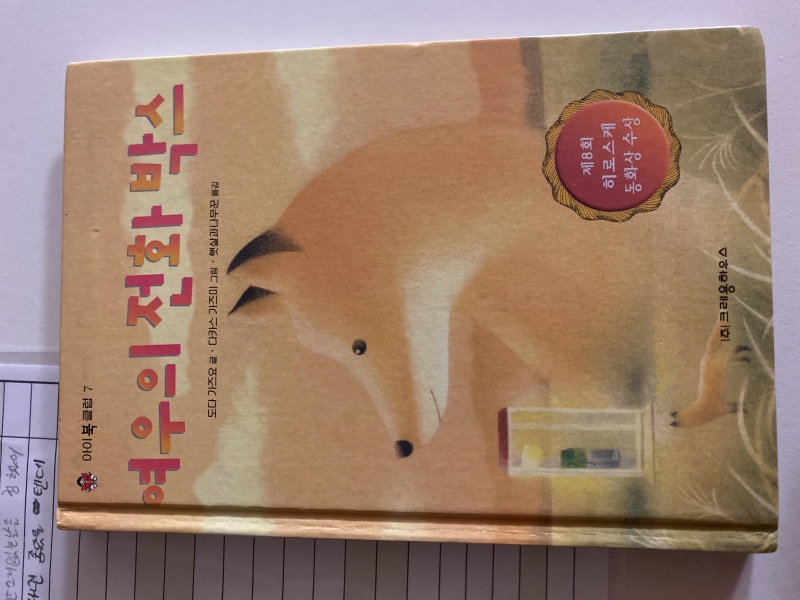 아이북클럽 7
여우의 전화 박스
도다 가즈요 글 · 다카스 가즈미 그림 · 햇살과나무꾼 옮김
제8회
히로스케
동화상 수상
(주)크레용하우스